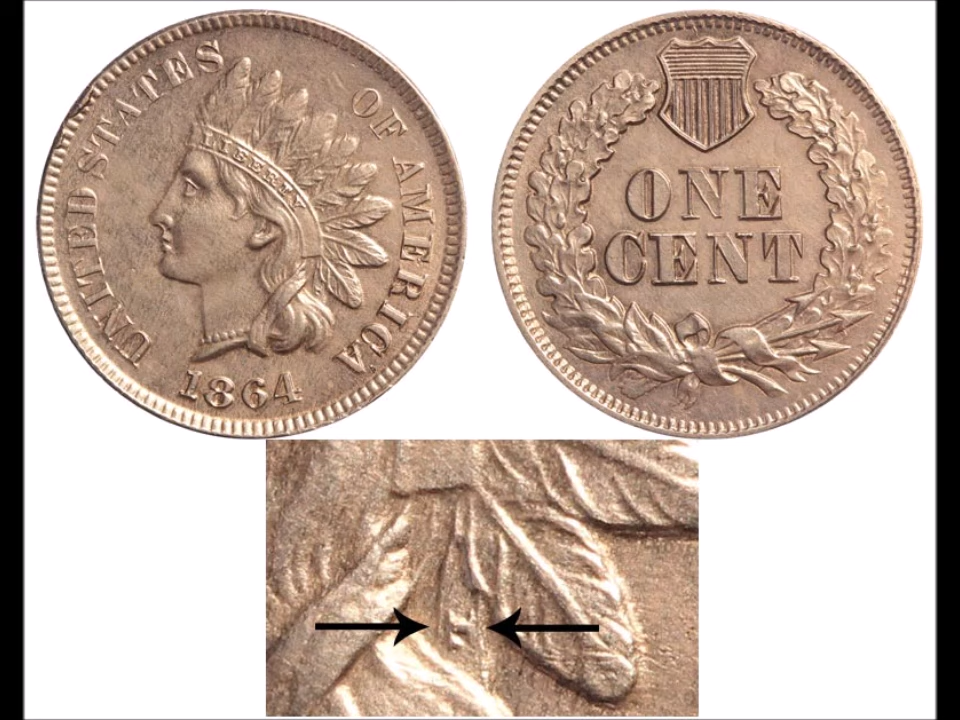 UNITED STATES OF AMERICA
LIBERTY
1864
ONE
CENT
L